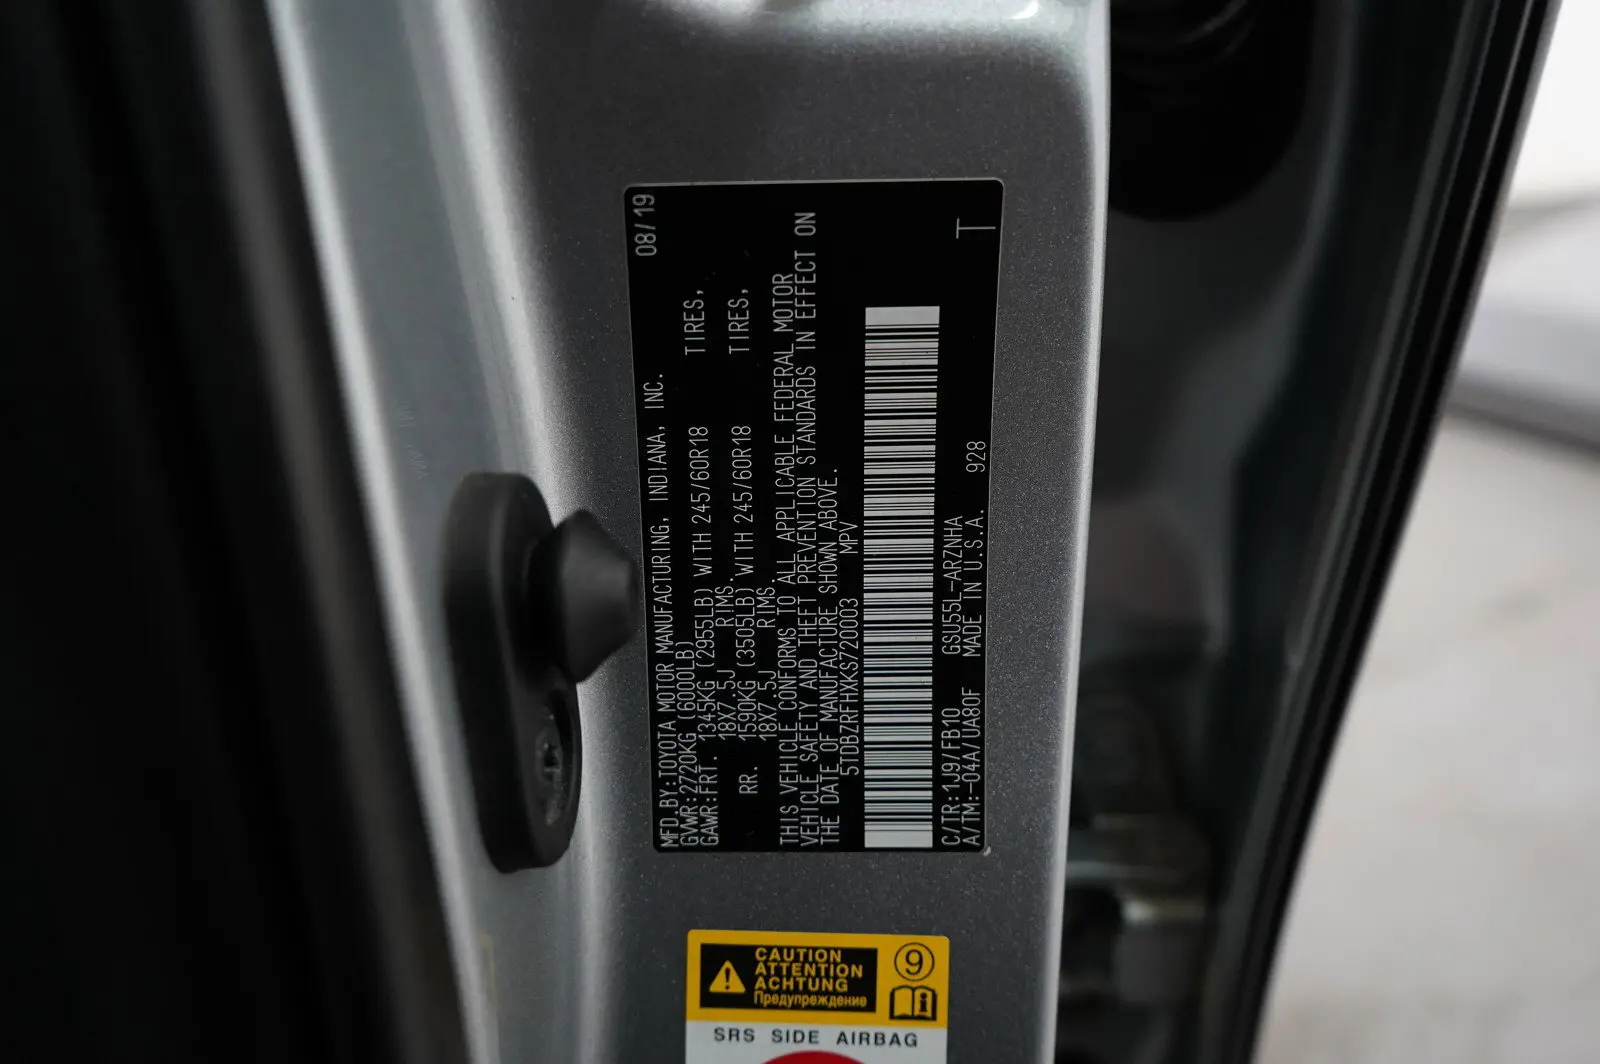 08/19
MFD.BY:TOYOTA MOTOR MANUFACTURING, INDIANA, INC.
GVWR:2720KG (6000LB)
GAWR:FRT. 1345KG (2955LB) WITH 245/60R18 TIRES,
18X7.5J RIMS.
RR. 1590KG (3505LB) WITH 245/60R18 TIRES,
18X7.5J RIMS.
THIS VEHICLE CONFORMS TO ALL APPLICABLE FEDERAL MOTOR
VEHICLE SAFETY AND THEFT PREVENTION STANDARDS IN EFFECT ON
THE DATE OF MANUFACTURE SHOWN ABOVE.
5TDBZRFHXKS720003 MPV
C/TR:1J9/FB10 GSU55L-ARZNHA
A/TM:-04A/UA80F MADE IN U.S.A. 928
T
CAUTION
ATTENTION
ACHTUNG
Предупреждение
9
SRS SIDE AIRBAG